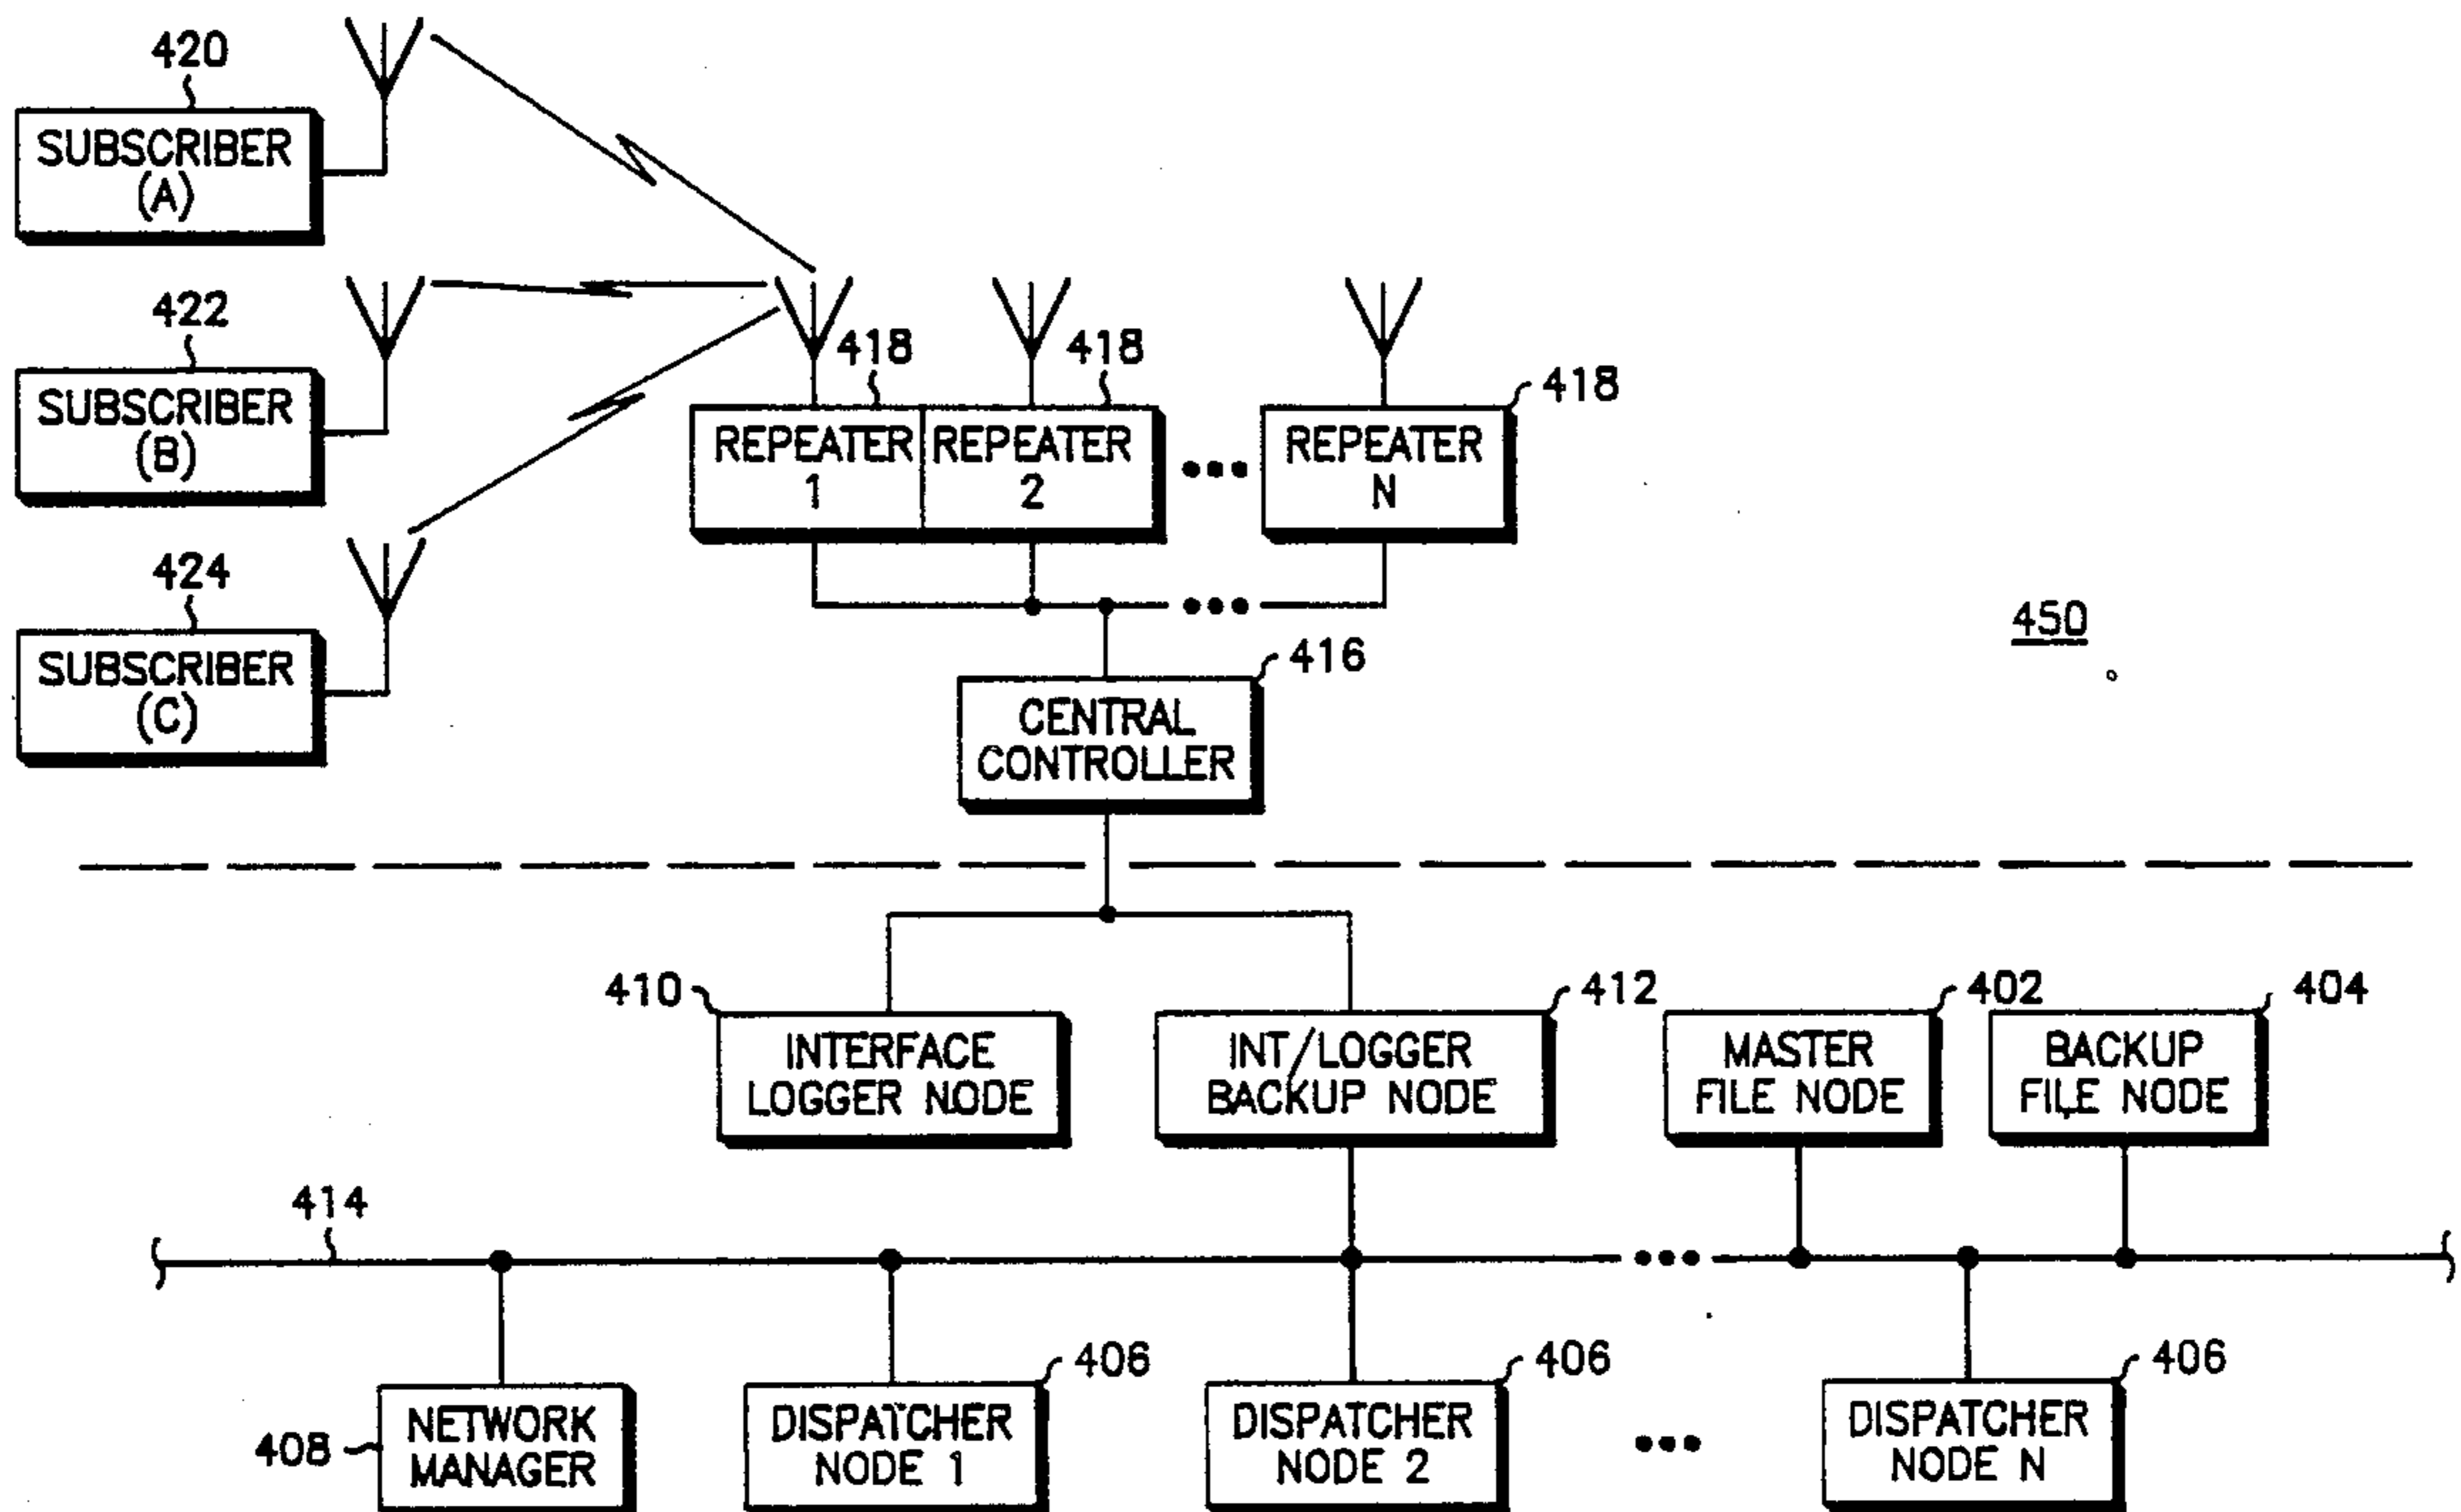 420
SUBSCRIBER
(A)
422
SUBSCRIBER
(B)
424
SUBSCRIBER
(C)
418
418
418
REPEATER
1
REPEATER
2
REPEATER
N
450
416
CENTRAL
CONTROLLER
410
INTERFACE
LOGGER NODE
412
INT/LOGGER
BACKUP NODE
402
MASTER
FILE NODE
404
BACKUP
FILE NODE
414
408
NETWORK
MANAGER
406
DISPATCHER
NODE 1
406
DISPATCHER
NODE 2
406
DISPATCHER
NODE N